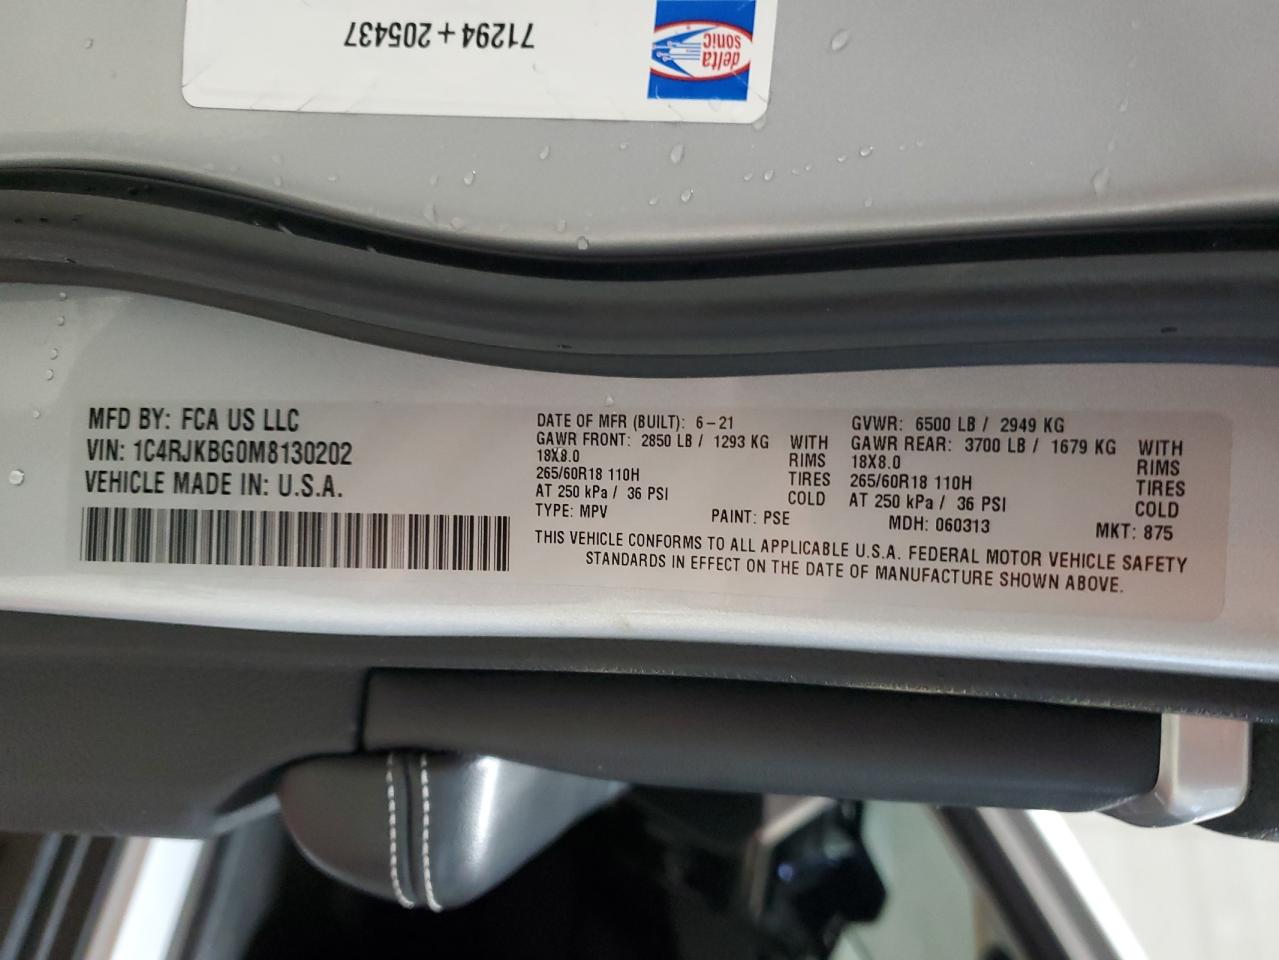 71294 + 205437
delta
sonic
MFD BY: FCA US LLC
VIN: 1C4RJKBG0M8130202
VEHICLE MADE IN: U.S.A.
DATE OF MFR (BUILT): 6-21
GAWR FRONT: 2850 LB / 1293 KG WITH
18X8.0 RIMS
265/60R18 110H TIRES
AT 250 kPa / 36 PSI COLD
TYPE: MPV PAINT: PSE
GVWR: 6500 LB / 2949 KG
GAWR REAR: 3700 LB / 1679 KG WITH
18X8.0 RIMS
265/60R18 110H TIRES
AT 250 kPa / 36 PSI COLD
MDH: 060313 MKT: 875
THIS VEHICLE CONFORMS TO ALL APPLICABLE U.S.A. FEDERAL MOTOR VEHICLE SAFETY
STANDARDS IN EFFECT ON THE DATE OF MANUFACTURE SHOWN ABOVE.